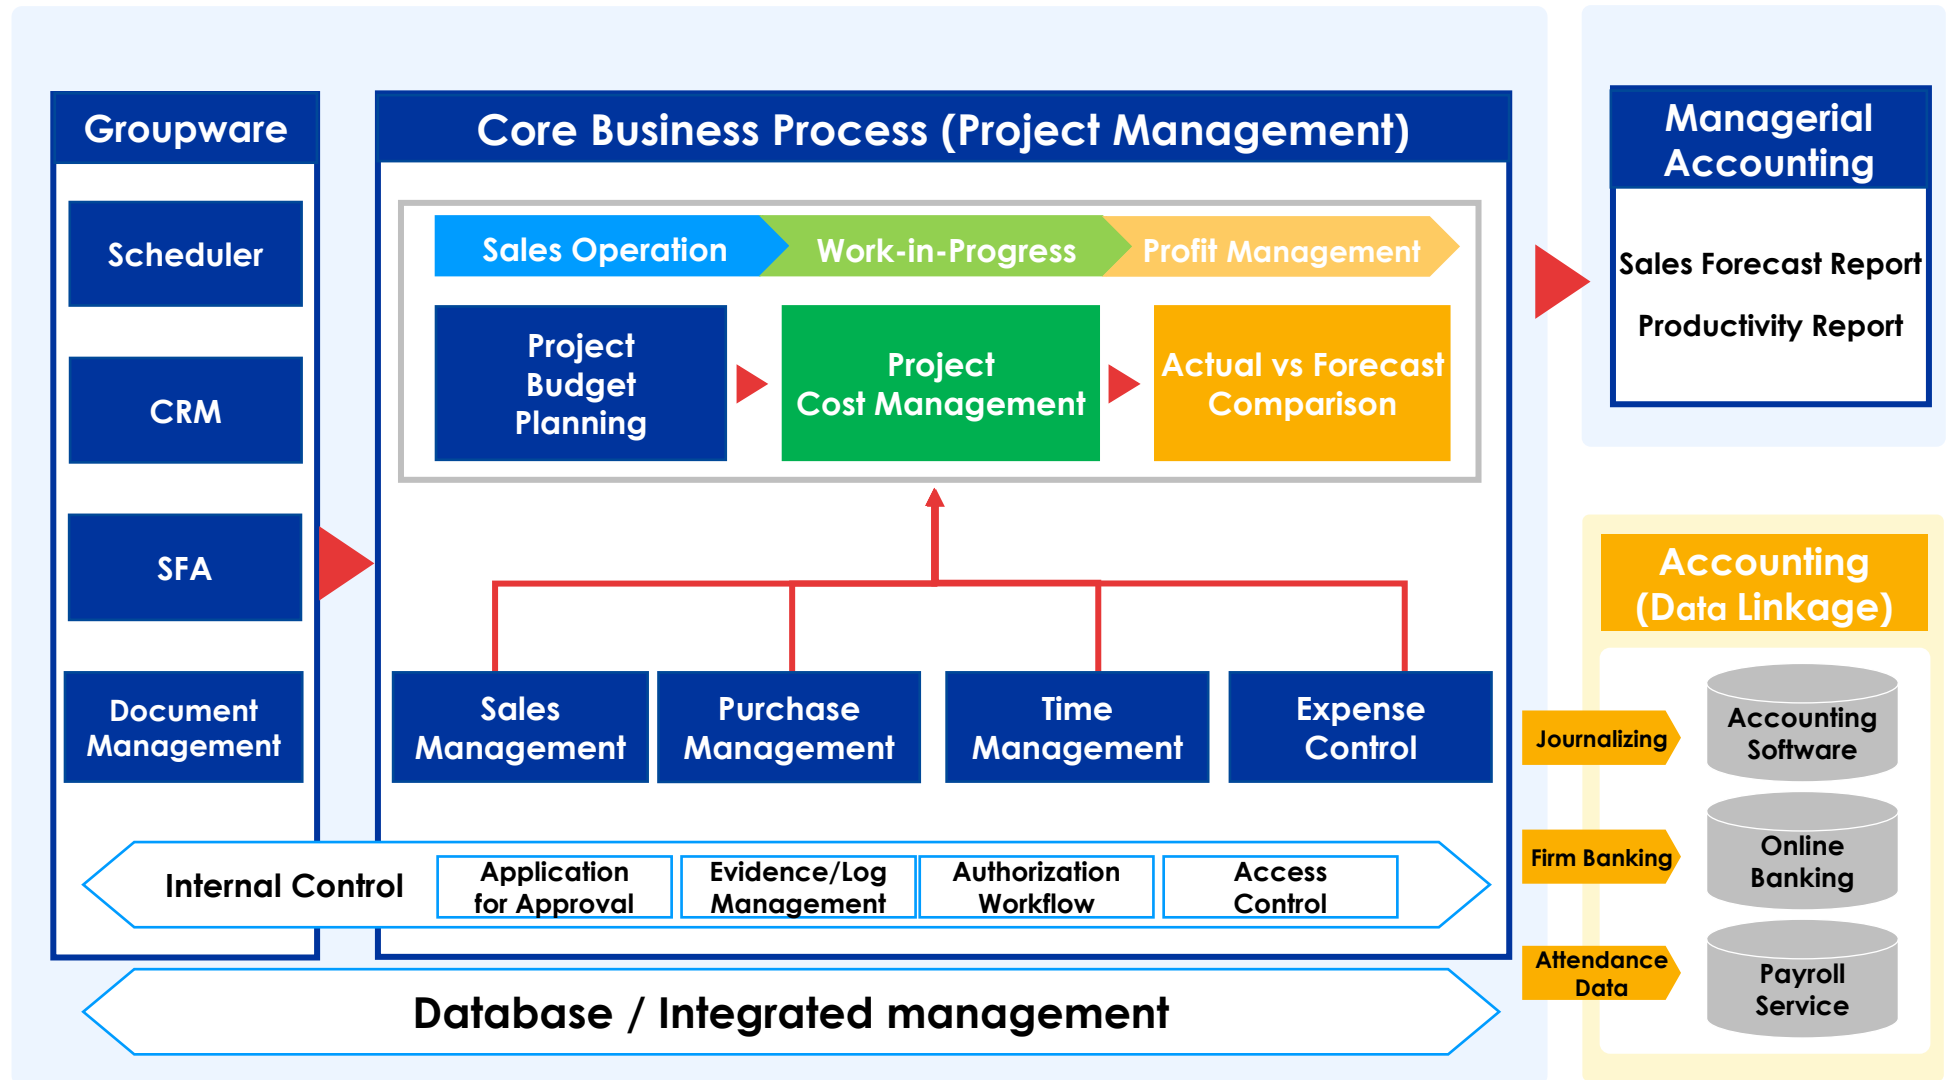 Groupware
Scheduler
CRM
SFA
Document
Management
Core Business Process (Project Management)
Sales Operation
Work-in-Progress
Profit Management
Project
Budget
Planning
Project
Cost Management
Actual vs Forecast
Comparison
Sales
Management
Purchase
Management
Time
Management
Expense
Control
Internal Control
Application
for Approval
Evidence/Log
Management
Authorization
Workflow
Access
Control
Database / Integrated management
Managerial
Accounting
Sales Forecast Report
Productivity Report
Accounting
(Data Linkage)
Journalizing
Accounting
Software
Firm Banking
Online
Banking
Attendance
Data
Payroll
Service